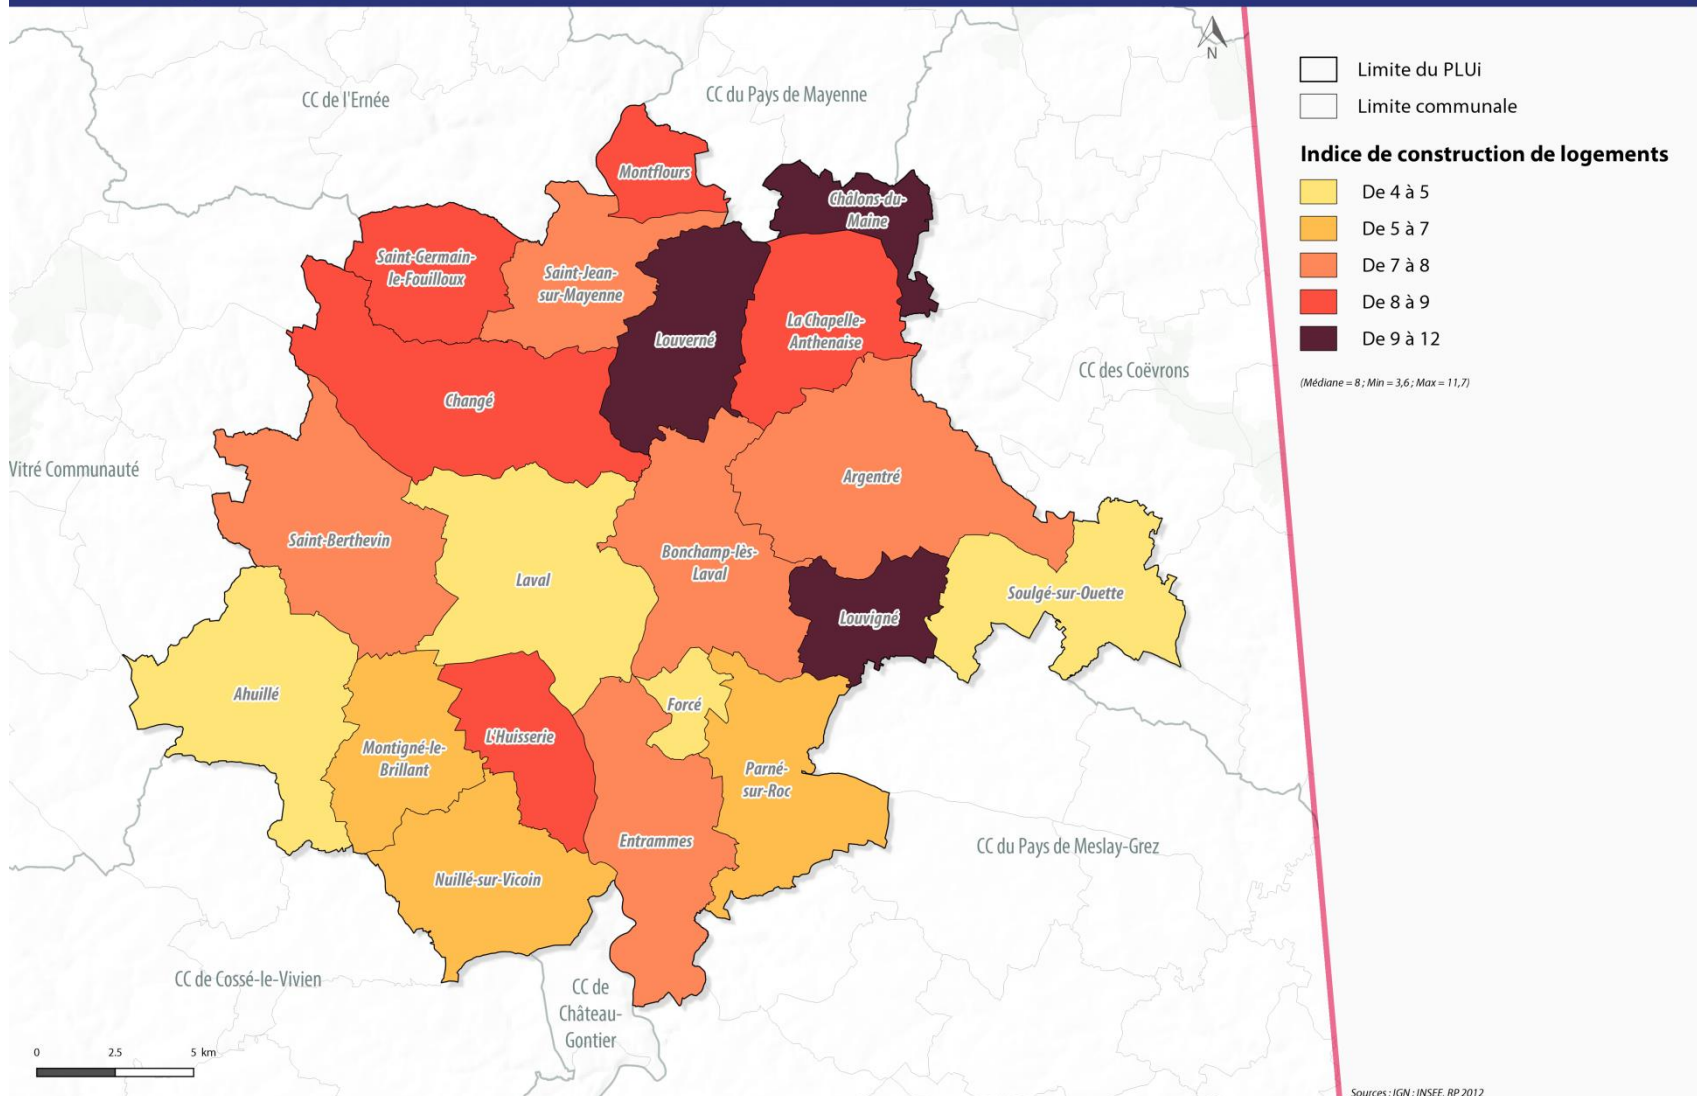 N
CC de l'Ernée
CC du Pays de Mayenne
Montflours
Châlons-du-
Maine
Saint-Germain-
le-Fouilloux
Saint-Jean-
sur-Mayenne
Louverné
La Chapelle-
Anthenaise
CC des Coëvrons
Changé
Vitré Communauté
Argentré
Saint-Berthevin
Laval
Bonchamp-lès-
Laval
Soulgé-sur-Ouette
Louvigné
Ahuillé
Forcé
L'Huisserie
Montigné-le-
Brillant
Parné-
sur-Roc
Entrammes
CC du Pays de Meslay-Grez
Nuillé-sur-Vicoin
CC de Cossé-le-Vivien
CC de
Château-
Gontier
0 2.5 5 km
Limite du PLUi
Limite communale
Indice de construction de logements
De 4 à 5
De 5 à 7
De 7 à 8
De 8 à 9
De 9 à 12
(Médiane = 8 ; Min = 3,6 ; Max = 11,7)
Sources : IGN ; INSEE, RP 2012